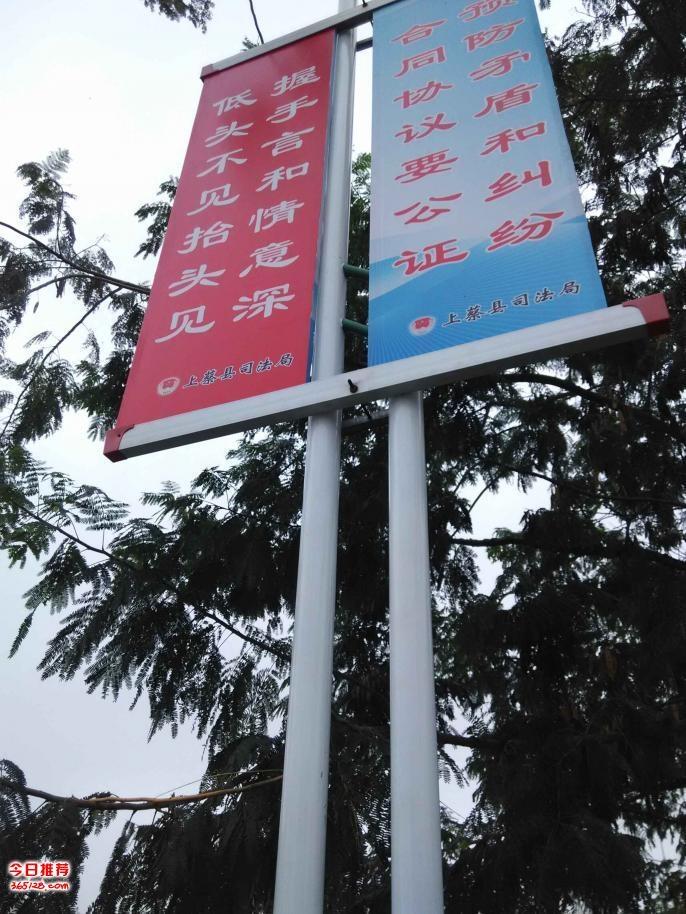 低头不见抬头见
握手言和情意深
上蔡县司法局
合同协议要公证
预防矛盾和纠纷
上蔡县司法局
今日推荐
365128.com